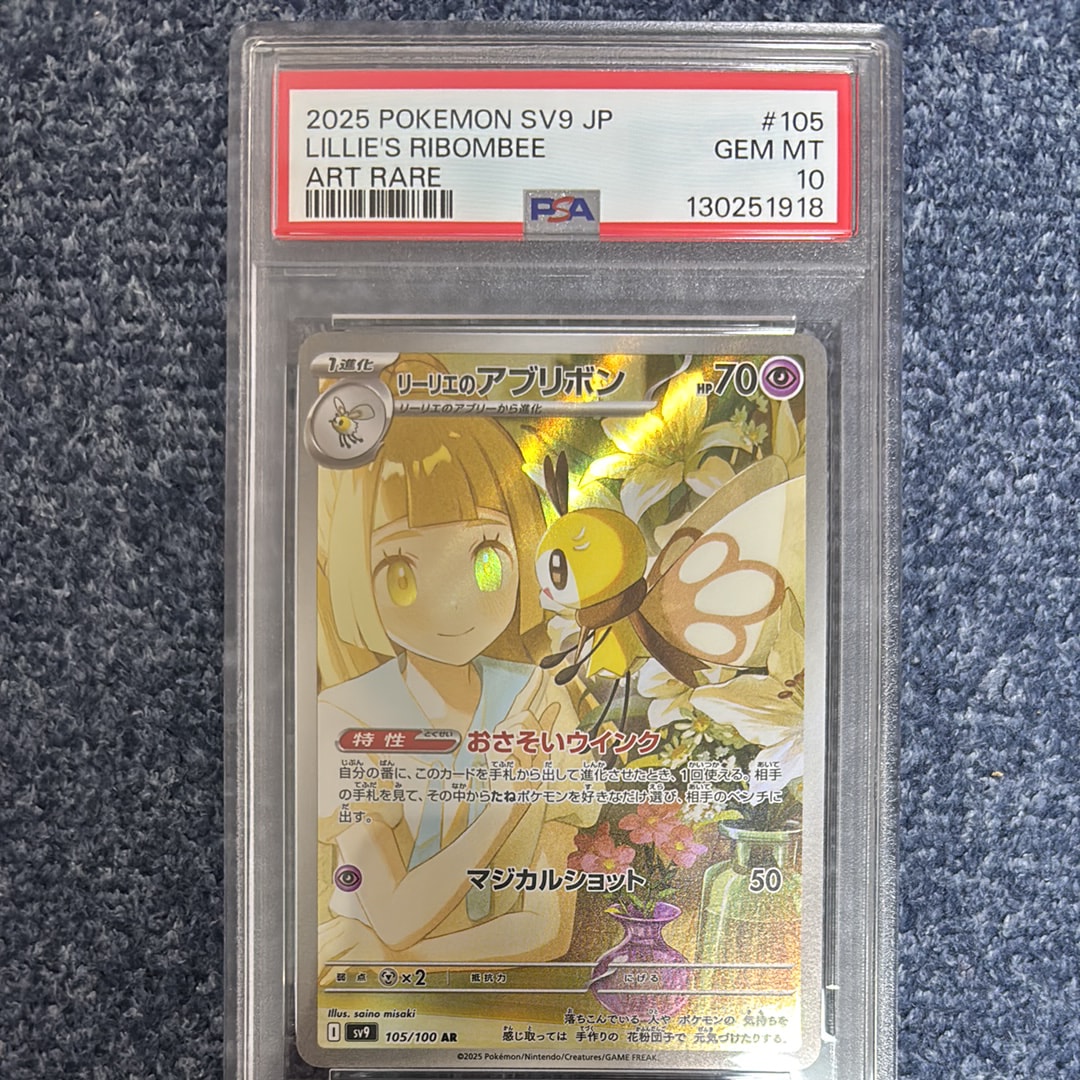 2025 POKEMON SV9 JP #105
LILLIE'S RIBOMBEE GEM MT
ART RARE 10
PSA 130251918
1進化
リーリエのアブリボン HP70
リーリエのアブリーから進化
特性 とくせい おさそいウインク
自分の番に、このカードを手札から出して進化させたとき、1回使える。相手
の手札を見て、その中からたねポケモンを好きなだけ選び、相手のベンチに
出す。
マジカルショット 50
弱点 ×2 抵抗力 にげる
Illus. saino misaki
落ちこんでいる 人や ポケモンの 気持ちを
感じ取っては 手作りの 花粉団子で 元気づけたりする。
I SV9 105/100 AR
©2025 Pokémon/Nintendo/Creatures/GAME FREAK.